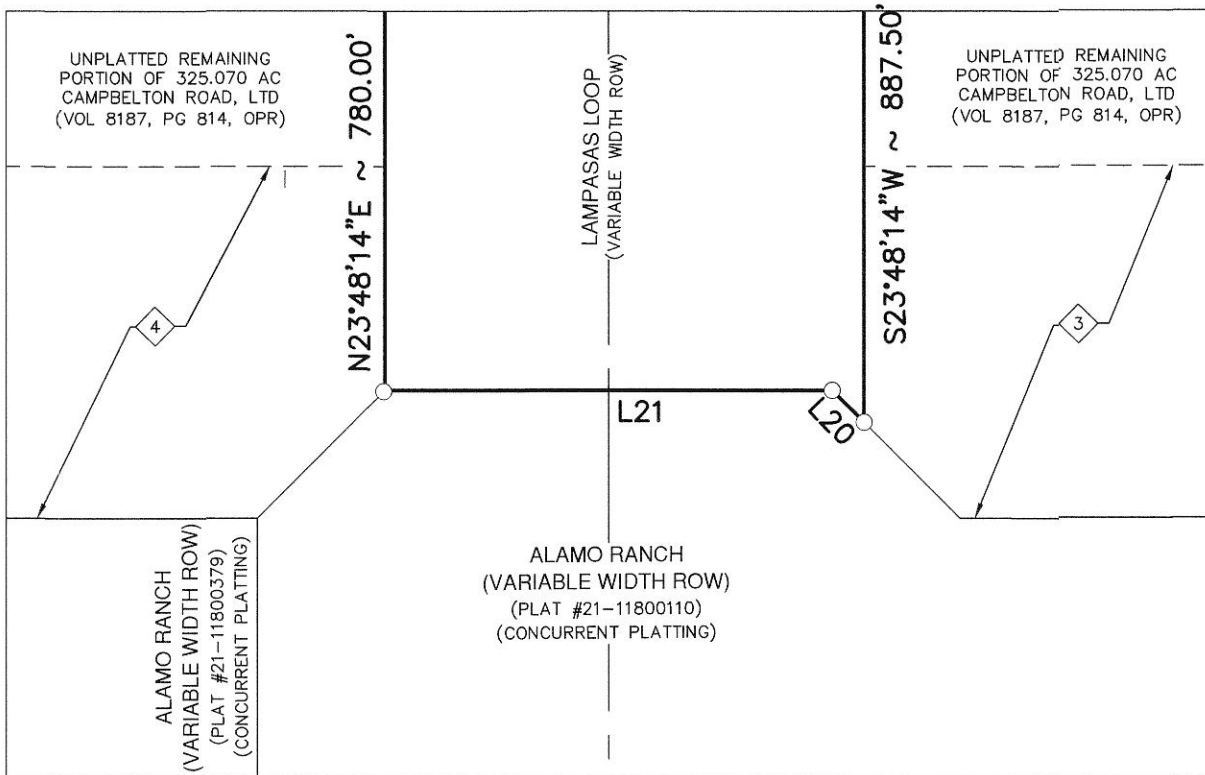 UNPLATTED REMAINING
PORTION OF 325.070 AC
CAMPBELTON ROAD, LTD
(VOL 8187, PG 814, OPR)
N23°48'14"E ~ 780.00'
LAMPASAS LOOP
(VARIABLE WIDTH ROW)
S23°48'14"W ~ 887.50'
UNPLATTED REMAINING
PORTION OF 325.070 AC
CAMPBELTON ROAD, LTD
(VOL 8187, PG 814, OPR)
4
3
L21
L20
ALAMO RANCH
(VARIABLE WIDTH ROW)
(PLAT #21-11800379)
(CONCURRENT PLATTING)
ALAMO RANCH
(VARIABLE WIDTH ROW)
(PLAT #21-11800110)
(CONCURRENT PLATTING)